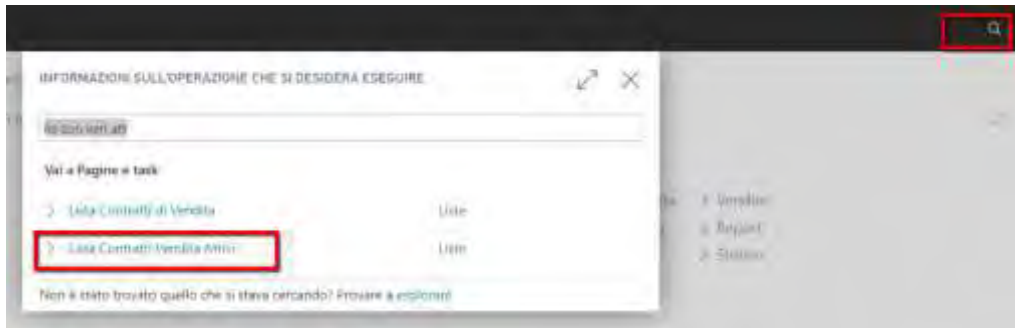 INFORMAZIONI SULL'OPERAZIONE CHE SI DESIDERA ESEGUIRE
Vai a Pagine e task
Lista Contratti di Vendita Liste
Lista Contratti Vendita Attivi Liste
Non è stato trovato quello che si stava cercando? Provare a esplorare
Vendite
Report
Storico